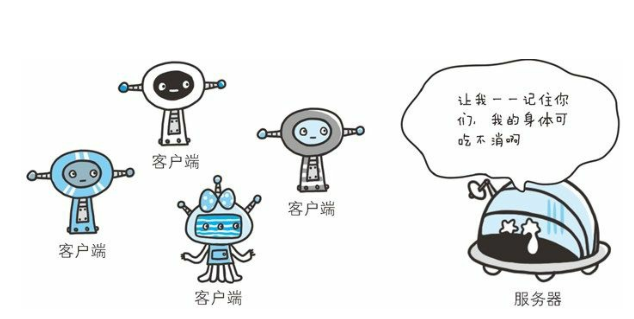 让我一一记住你
们，我的身体可
吃不消啊
客户端
客户端
客户端
客户端
服务器